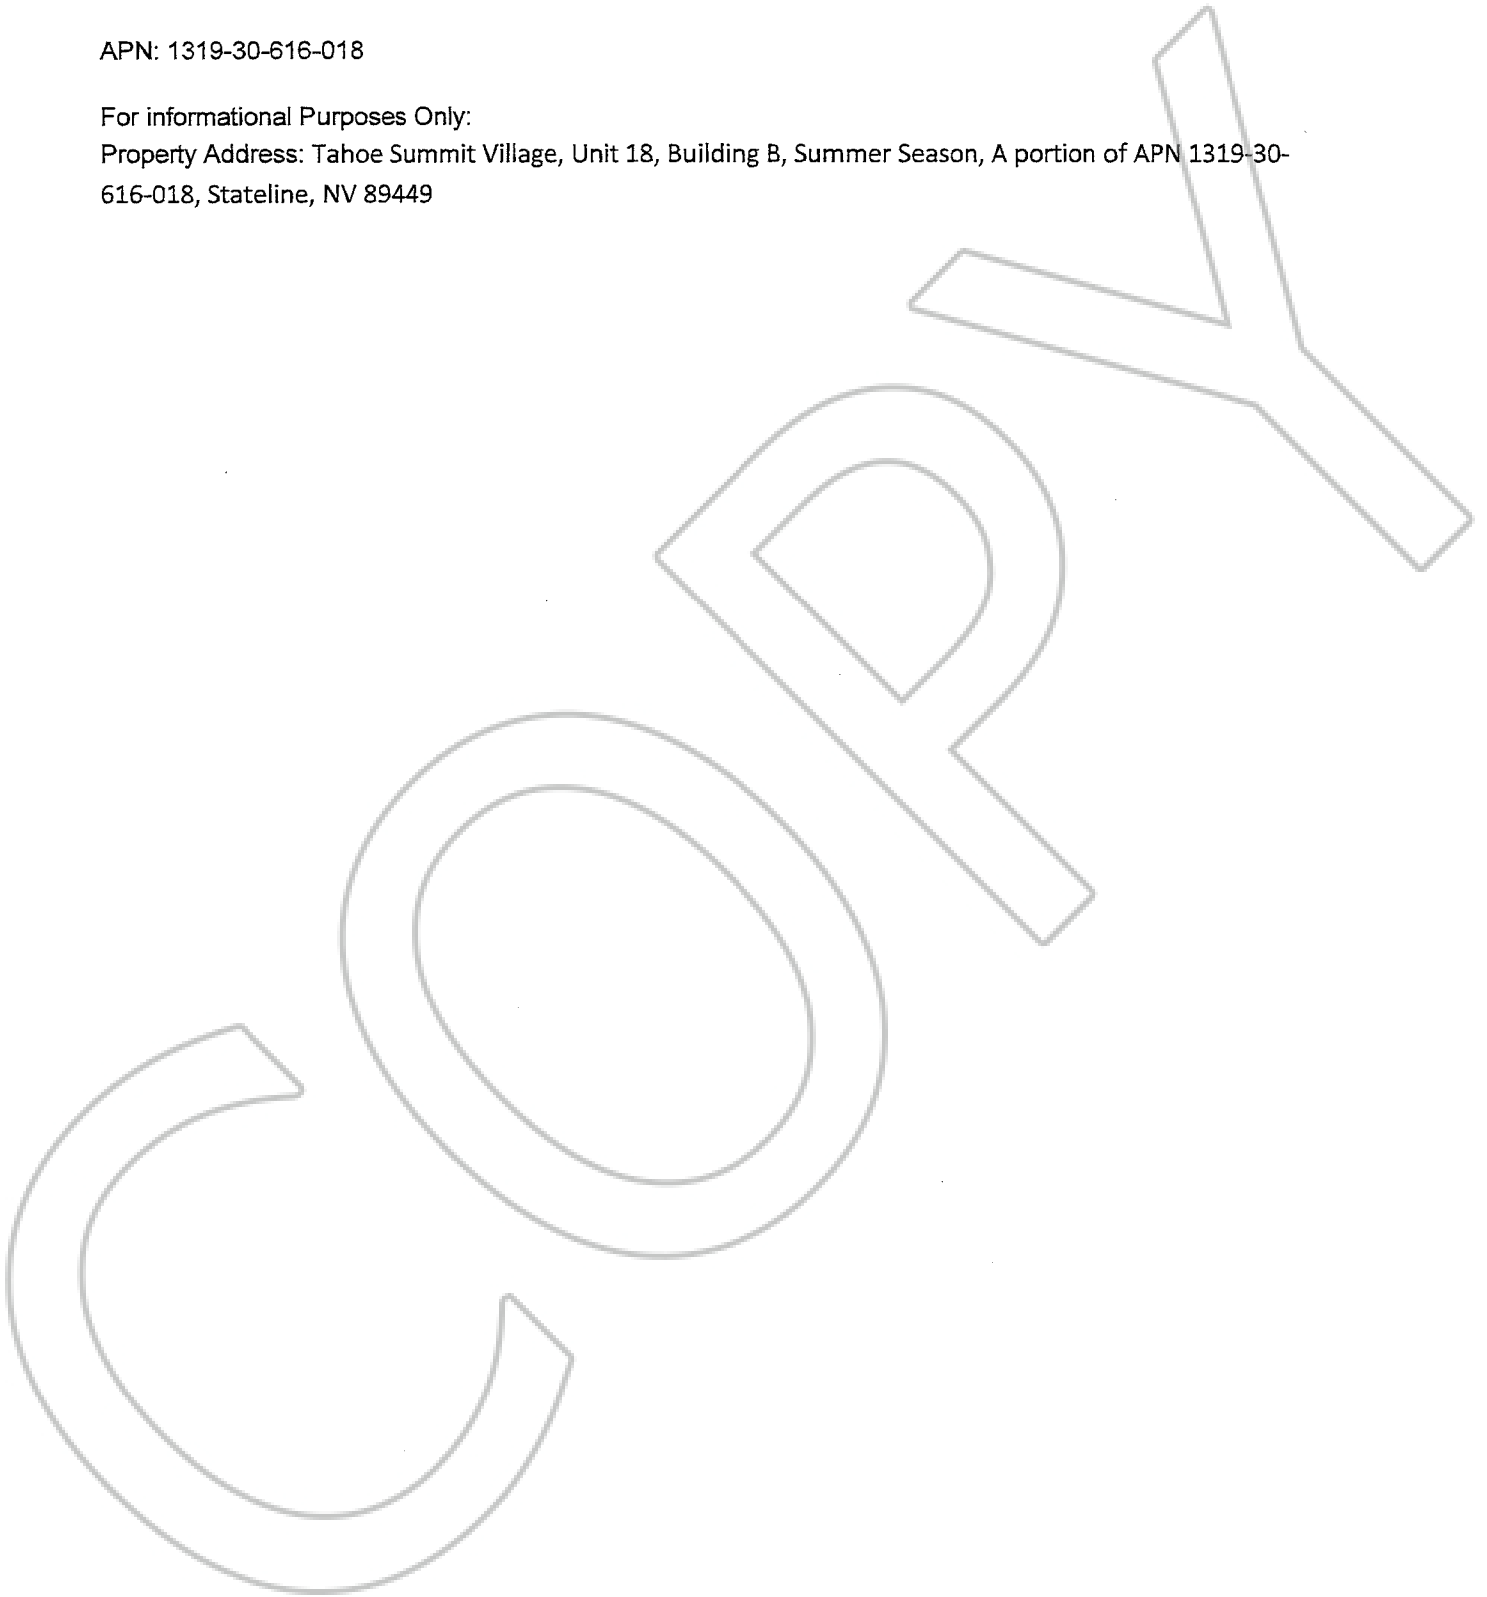 APN: 1319-30-616-018
For informational Purposes Only:
Property Address: Tahoe Summit Village, Unit 18, Building B, Summer Season, A portion of APN 1319-30-
616-018, Stateline, NV 89449
COPY